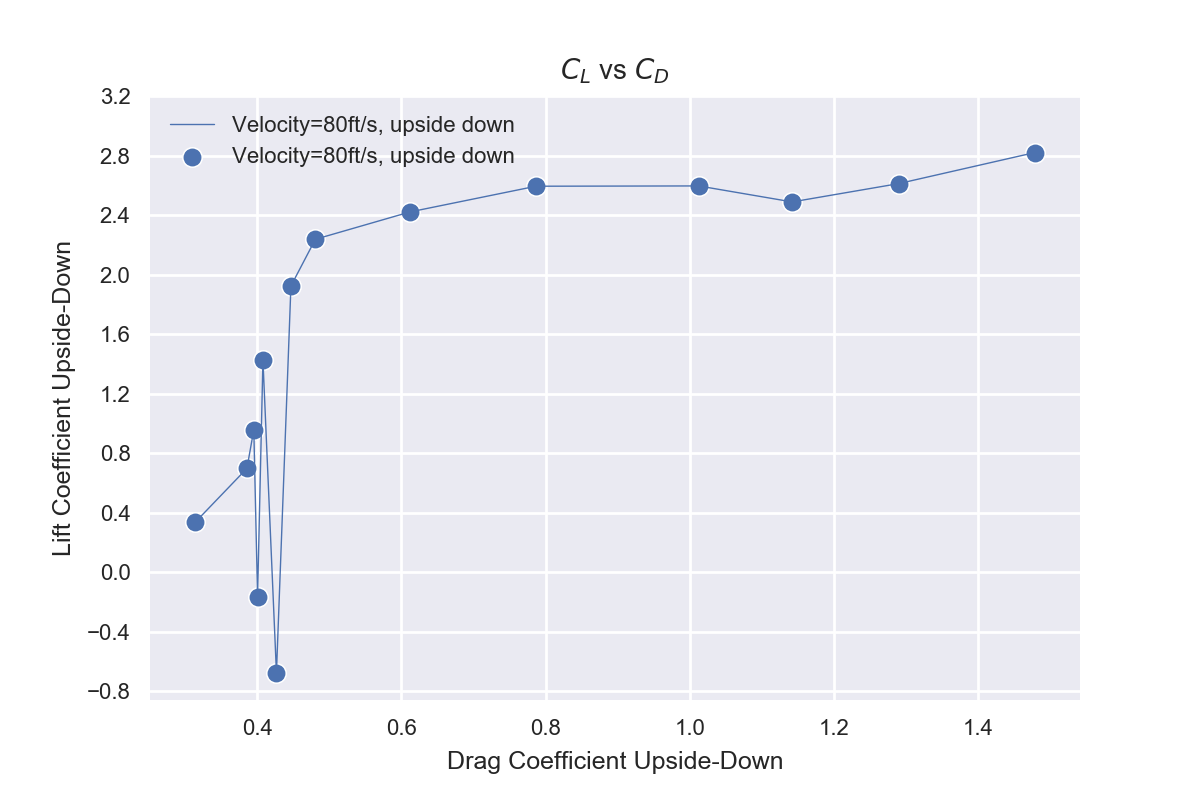 C_L vs C_D
3.2
2.8
2.4
2.0
1.6
1.2
0.8
0.4
0.0
−0.4
−0.8
Velocity=80ft/s, upside down
Velocity=80ft/s, upside down
Lift Coefficient Upside-Down
0.4 0.6 0.8 1.0 1.2 1.4
Drag Coefficient Upside-Down